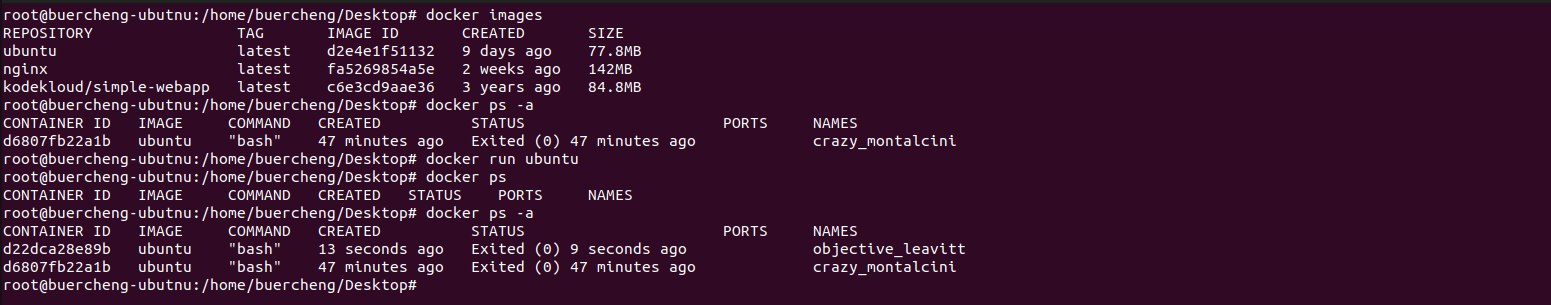 root@buercheng-ubutnu:/home/buercheng/Desktop# docker images
REPOSITORY                TAG       IMAGE ID       CREATED       SIZE
ubuntu                    latest    d2e4e1f51132   9 days ago    77.8MB
nginx                     latest    fa5269854a5e   2 weeks ago   142MB
kodekloud/simple-webapp   latest    c6e3cd9aae36   3 years ago   84.8MB
root@buercheng-ubutnu:/home/buercheng/Desktop# docker ps -a
CONTAINER ID   IMAGE     COMMAND   CREATED          STATUS                      PORTS     NAMES
d6807fb22a1b   ubuntu    "bash"    47 minutes ago   Exited (0) 47 minutes ago             crazy_montalcini
root@buercheng-ubutnu:/home/buercheng/Desktop# docker run ubuntu
root@buercheng-ubutnu:/home/buercheng/Desktop# docker ps
CONTAINER ID   IMAGE     COMMAND   CREATED   STATUS    PORTS     NAMES
root@buercheng-ubutnu:/home/buercheng/Desktop# docker ps -a
CONTAINER ID   IMAGE     COMMAND   CREATED          STATUS                      PORTS     NAMES
d22dca28e89b   ubuntu    "bash"    13 seconds ago   Exited (0) 9 seconds ago              objective_leavitt
d6807fb22a1b   ubuntu    "bash"    47 minutes ago   Exited (0) 47 minutes ago             crazy_montalcini
root@buercheng-ubutnu:/home/buercheng/Desktop#